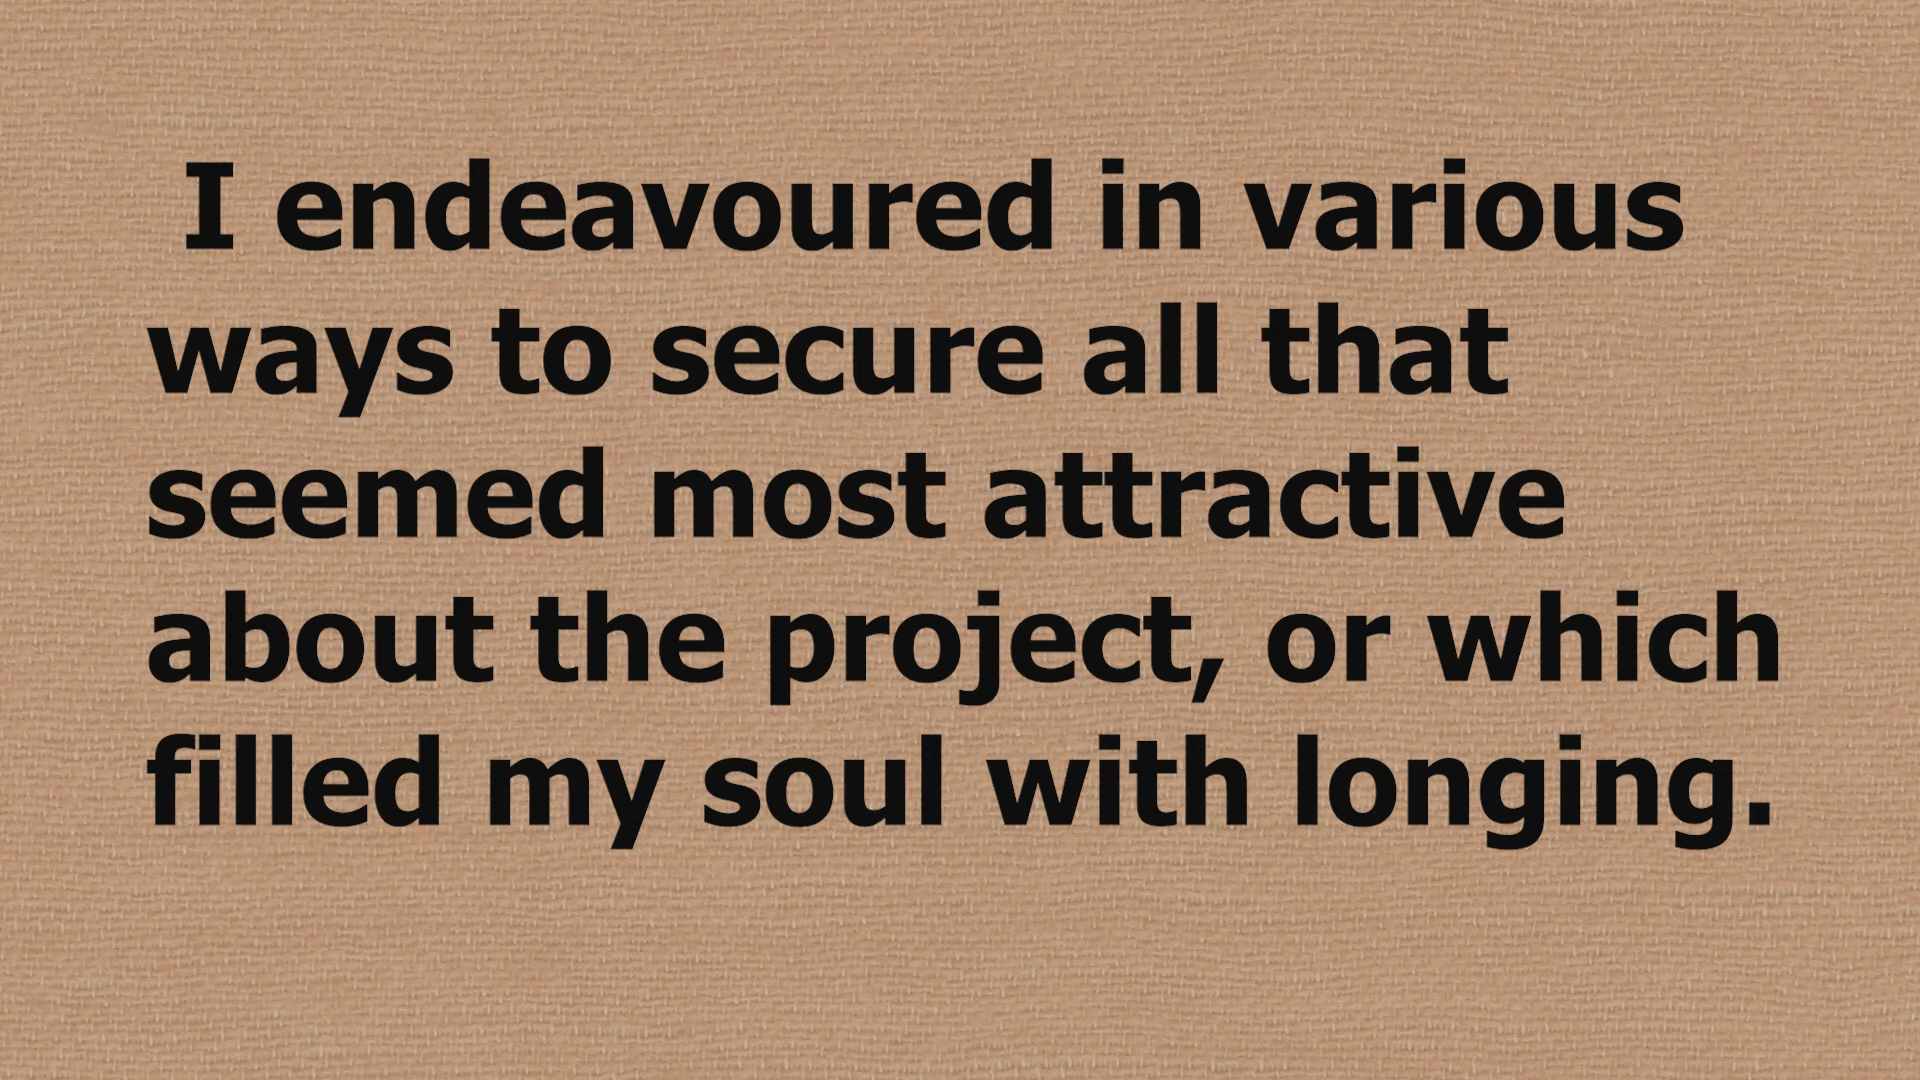 I endeavoured in various
ways to secure all that
seemed most attractive
about the project, or which
filled my soul with longing.